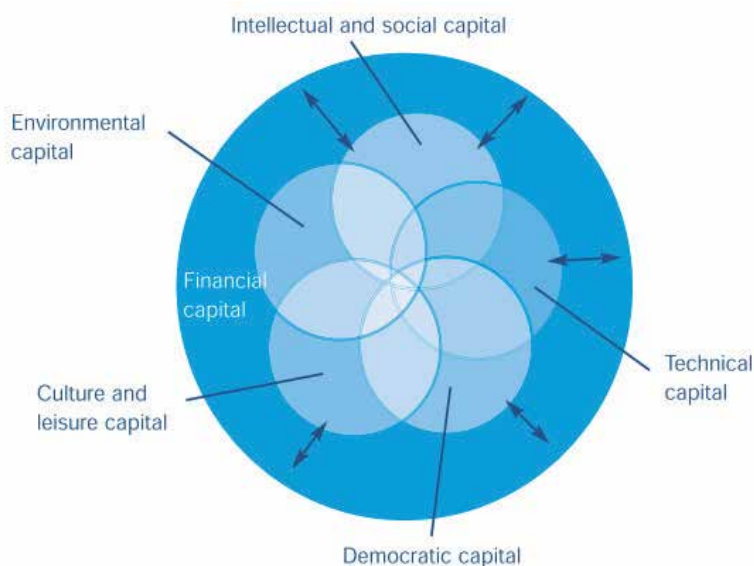 Intellectual and social capital
Environmental
capital
Financial
capital
Technical
capital
Culture and
leisure capital
Democratic capital